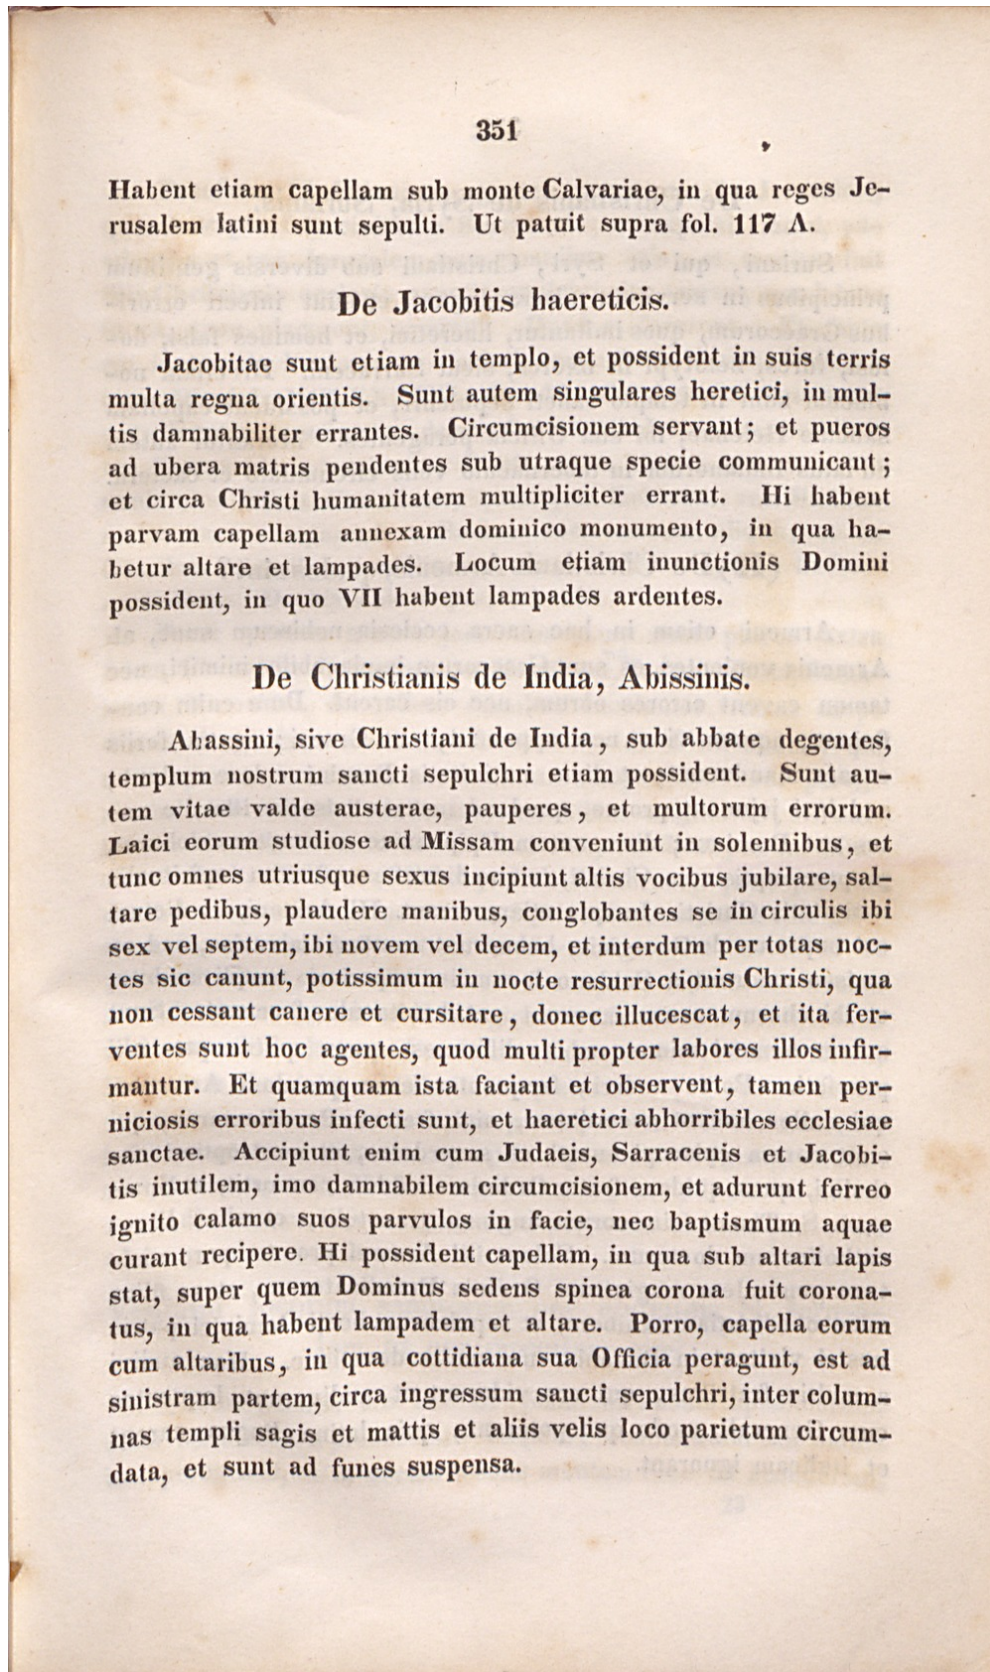 351
Habent etiam capellam sub monte Calvariae, in qua reges Je-
rusalem latini sunt sepulti. Ut patuit supra fol. 117 A.
De Jacobitis haereticis.
Jacobitae sunt etiam in templo, et possident in suis terris
multa regna orientis. Sunt autem singulares heretici, in mul-
tis damnabiliter errantes. Circumcisionem servant; et pueros
ad ubera matris pendentes sub utraque specie communicant;
et circa Christi humanitatem multipliciter errant. Hi habent
parvam capellam annexam dominico monumento, in qua ha-
betur altare et lampades. Locum etiam inunctionis Domini
possident, in quo VII habent lampades ardentes.
De Christianis de India, Abissinis.
Abassini, sive Christiani de India, sub abbate degentes,
templum nostrum sancti sepulchri etiam possident. Sunt au-
tem vitae valde austerae, pauperes, et multorum errorum.
Laici eorum studiose ad Missam conveniunt in solennibus, et
tunc omnes utriusque sexus incipiunt altis vocibus jubilare, sal-
tare pedibus, plaudere manibus, conglobantes se in circulis ibi
sex vel septem, ibi novem vel decem, et interdum per totas noc-
tes sic canunt, potissimum in nocte resurrectionis Christi, qua
non cessant canere et cursitare, donec illucescat, et ita fer-
ventes sunt hoc agentes, quod multi propter labores illos infir-
mantur. Et quamquam ista faciant et observent, tamen per-
niciosis erroribus infecti sunt, et haeretici abhorribiles ecclesiae
sanctae. Accipiunt enim cum Judaeis, Sarracenis et Jacobi-
tis inutilem, imo damnabilem circumcisionem, et adurunt ferreo
ignito calamo suos parvulos in facie, nec baptismum aquae
curant recipere. Hi possident capellam, in qua sub altari lapis
stat, super quem Dominus sedens spinea corona fuit corona-
tus, in qua habent lampadem et altare. Porro, capella eorum
cum altaribus, in qua cottidiana sua Officia peragunt, est ad
sinistram partem, circa ingressum sancti sepulchri, inter colum-
nas templi sagis et mattis et aliis velis loco parietum circum-
data, et sunt ad funes suspensa.